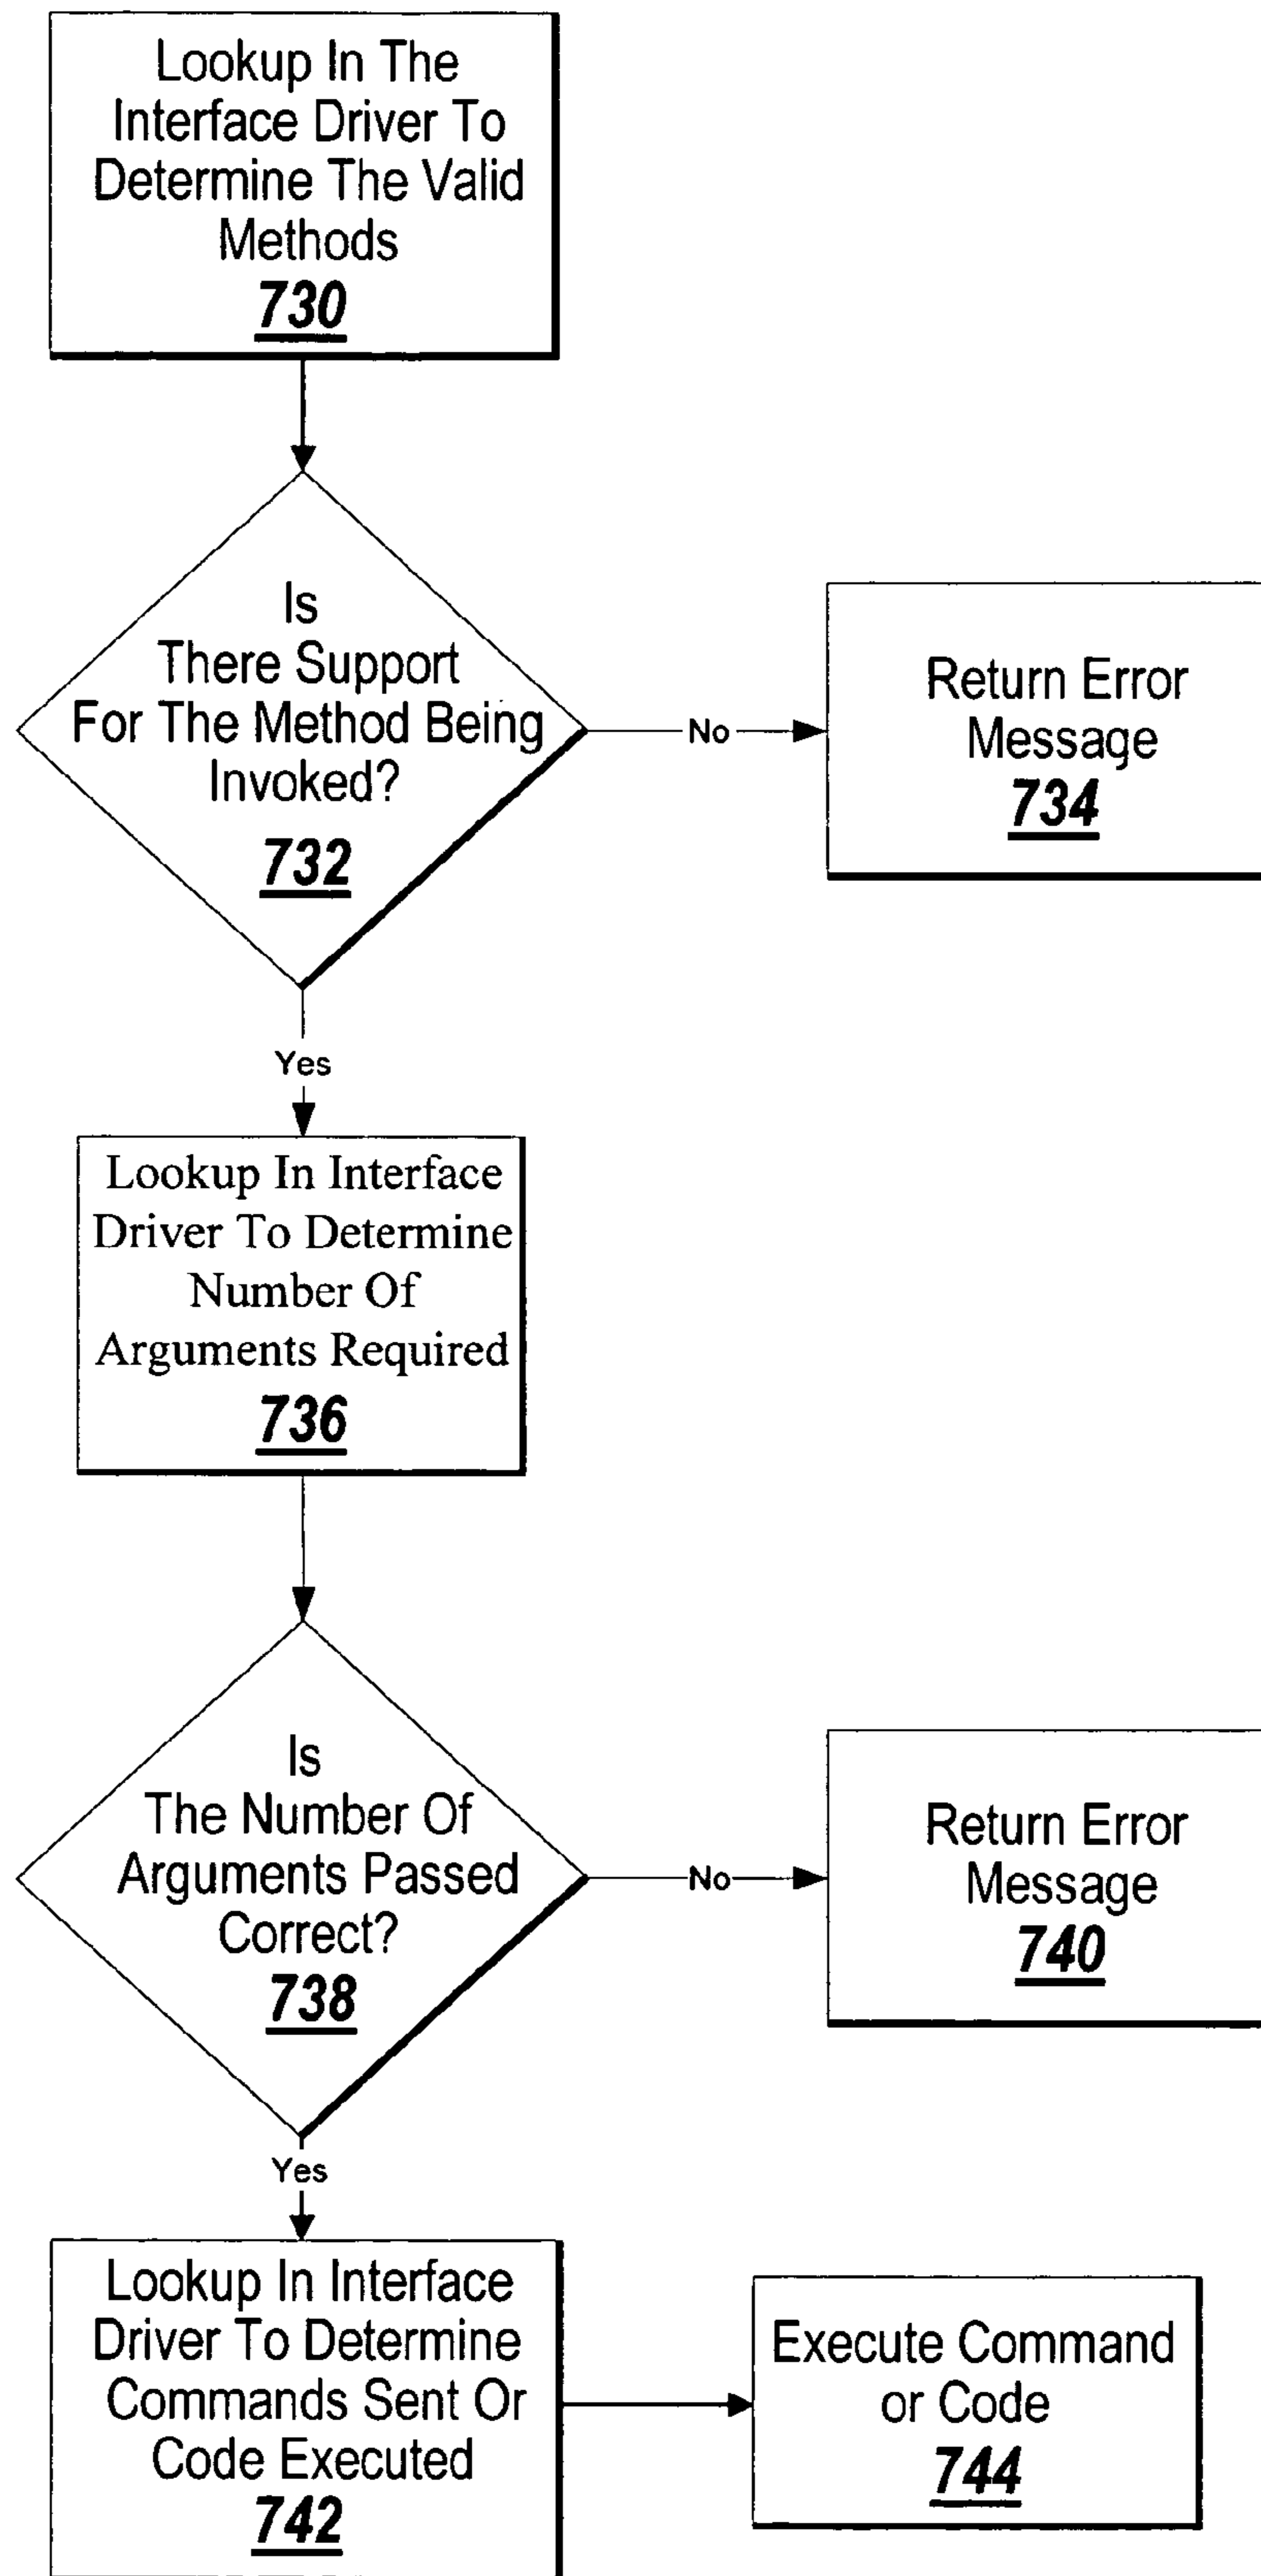 Lookup In The
Interface Driver To
Determine The Valid
Methods
730
Is
There Support
For The Method Being
Invoked?
732
No
Return Error
Message
734
Yes
Lookup In Interface
Driver To Determine
Number Of
Arguments Required
736
Is
The Number Of
Arguments Passed
Correct?
738
No
Return Error
Message
740
Yes
Lookup In Interface
Driver To Determine
Commands Sent Or
Code Executed
742
Execute Command
or Code
744